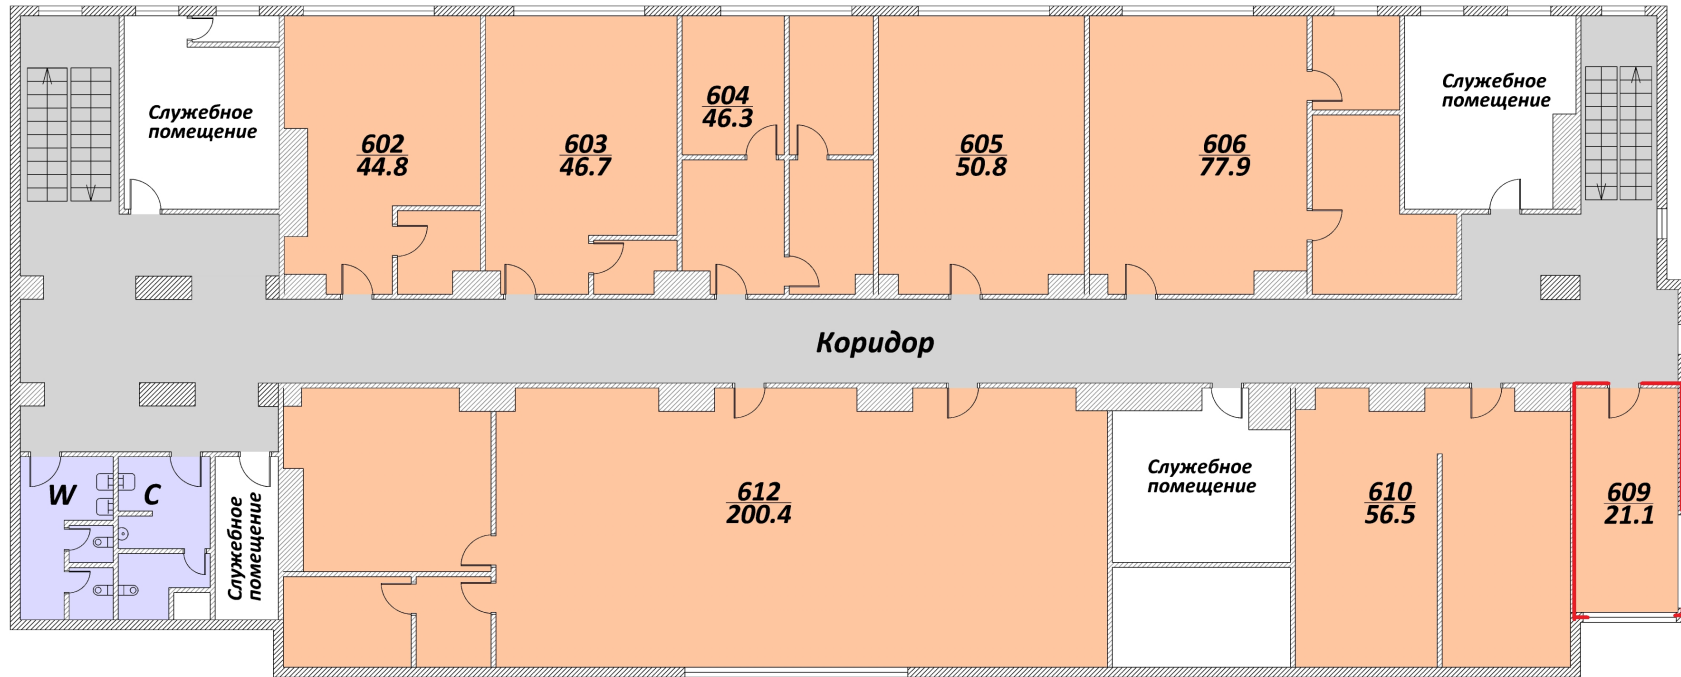 Служебное
помещение
602
44.8
603
46.7
604
46.3
605
50.8
606
77.9
Служебное
помещение
Коридор
W
C
Служебное
помещение
612
200.4
Служебное
помещение
610
56.5
609
21.1